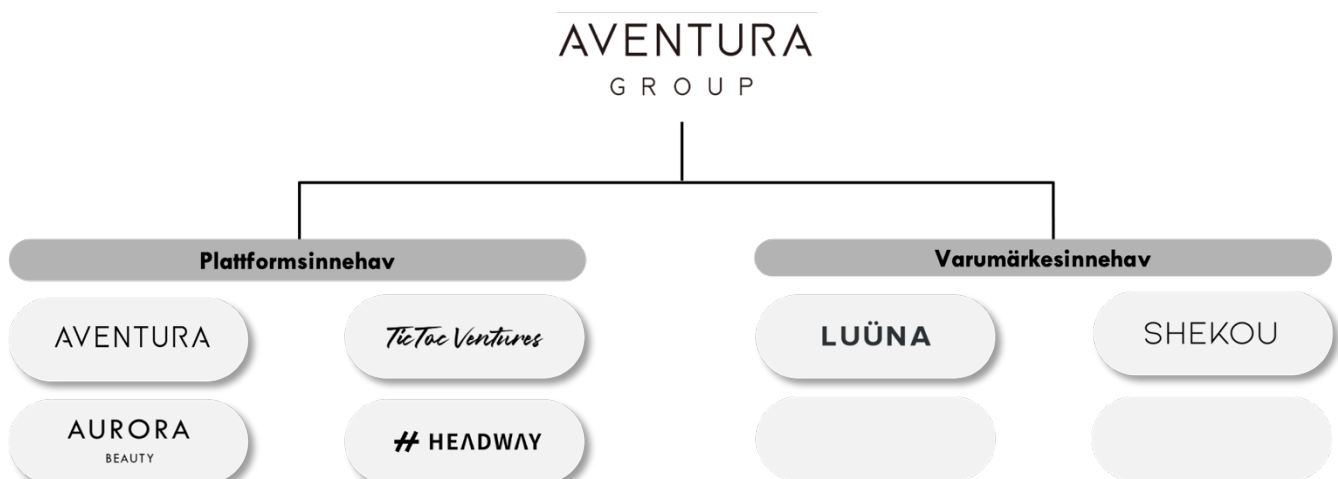 AVENTURA
GROUP
Plattformsinnehav
Varumärkesinnehav
AVENTURA
TicTac Ventures
LUÜNA
SHEKOU
AURORA
BEAUTY
# HEADWAY